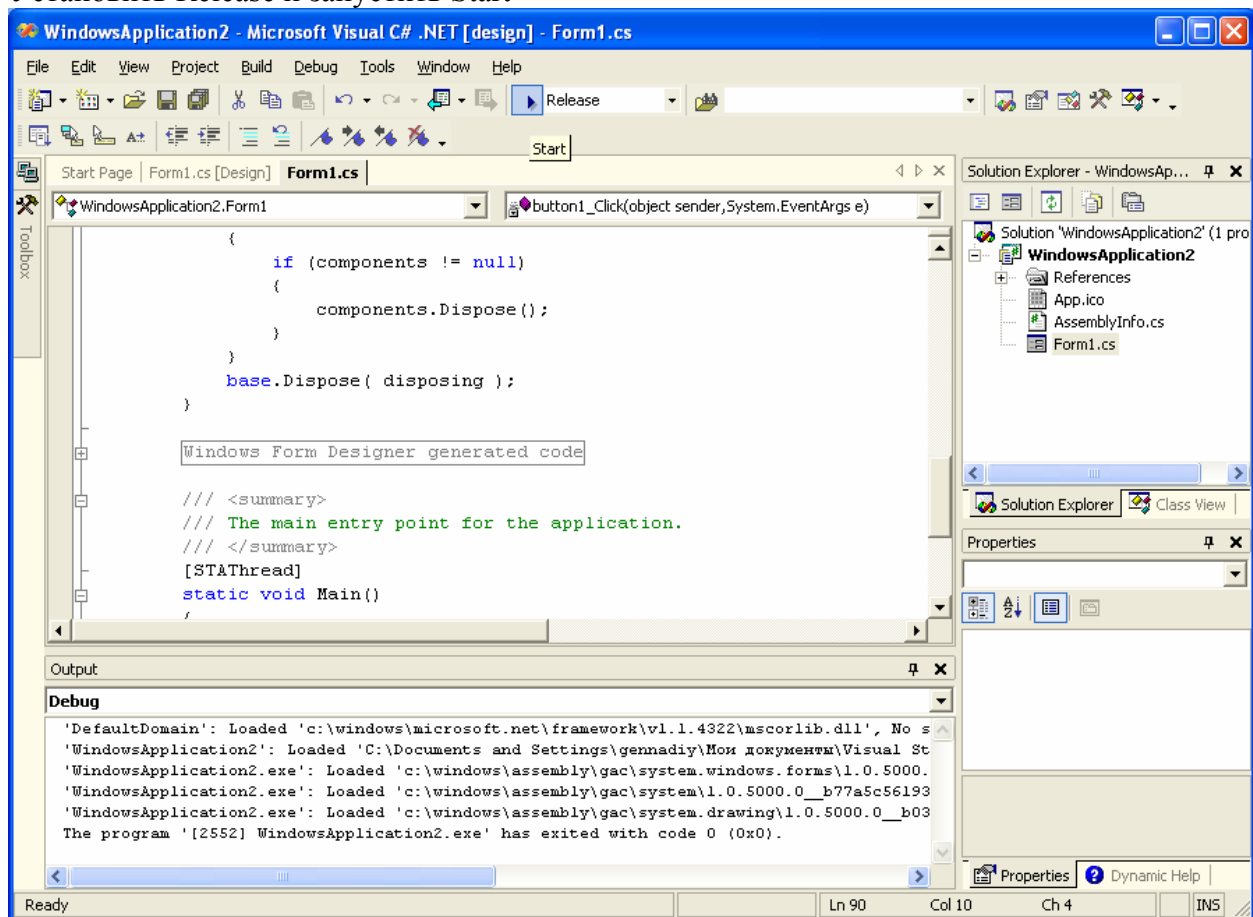 WindowsApplication2 - Microsoft Visual C# .NET [design] - Form1.cs
File Edit View Project Build Debug Tools Window Help
Release
Start
Start Page Form1.cs [Design] Form1.cs
WindowsApplication2.Form1
button1_Click(object sender,System.EventArgs e)
Toolbox
{
if (components != null)
{
components.Dispose();
}
}
base.Dispose( disposing );
}
Windows Form Designer generated code
/// <summary>
/// The main entry point for the application.
/// </summary>
[STAThread]
static void Main()
Solution Explorer - WindowsAp...
Solution 'WindowsApplication2' (1 pro
WindowsApplication2
References
App.ico
AssemblyInfo.cs
Form1.cs
Solution Explorer Class View
Properties
Output
Debug
'DefaultDomain': Loaded 'c:\windows\microsoft.net\framework\v1.1.4322\mscorlib.dll', No s
'WindowsApplication2': Loaded 'C:\Documents and Settings\gennadiy\Мои документы\Visual St
'WindowsApplication2.exe': Loaded 'c:\windows\assembly\gac\system.windows.forms\1.0.5000.
'WindowsApplication2.exe': Loaded 'c:\windows\assembly\gac\system\1.0.5000.0__b77a5c56193
'WindowsApplication2.exe': Loaded 'c:\windows\assembly\gac\system.drawing\1.0.5000.0__b03
The program '[2552] WindowsApplication2.exe' has exited with code 0 (0x0).
Properties Dynamic Help
Ready Ln 90 Col 10 Ch 4 INS